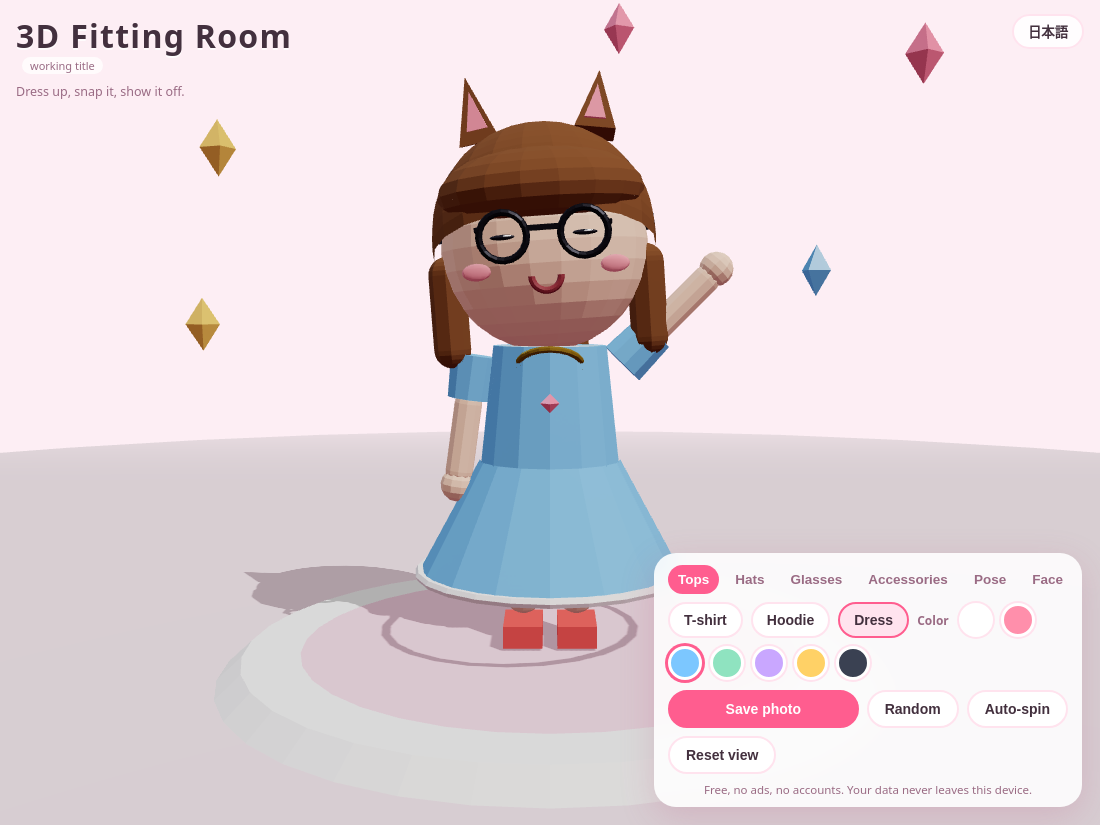 3D Fitting Room
working title
Dress up, snap it, show it off.
日本語
Tops Hats Glasses Accessories Pose Face
T-shirt Hoodie Dress Color
Save photo Random Auto-spin
Reset view
Free, no ads, no accounts. Your data never leaves this device.